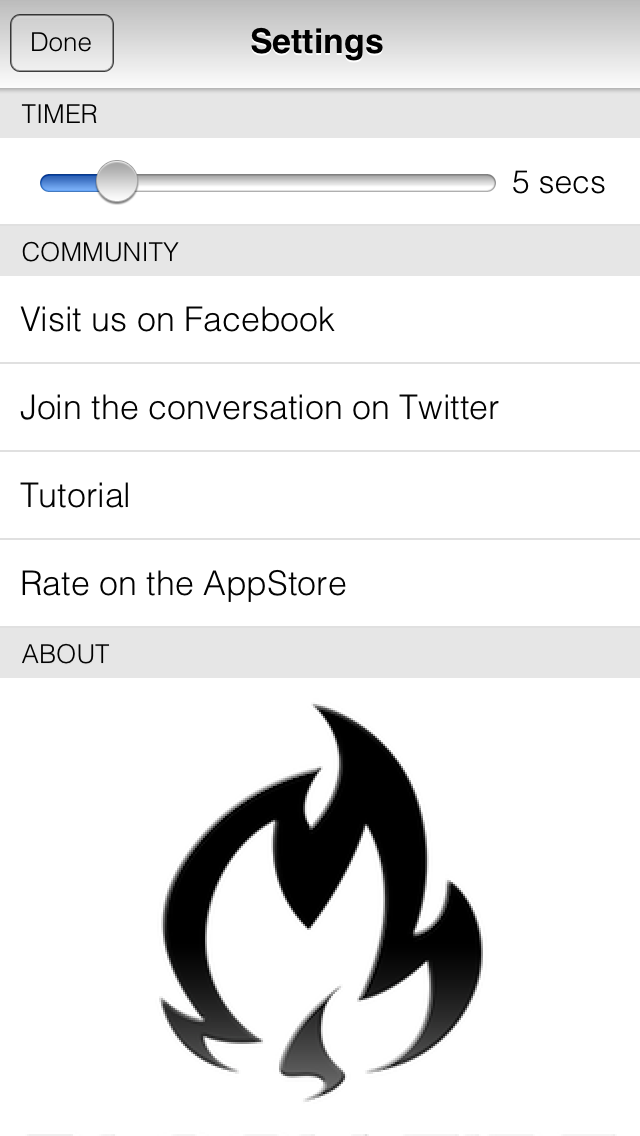 Done
Settings
TIMER
5 secs
COMMUNITY
Visit us on Facebook
Join the conversation on Twitter
Tutorial
Rate on the AppStore
ABOUT